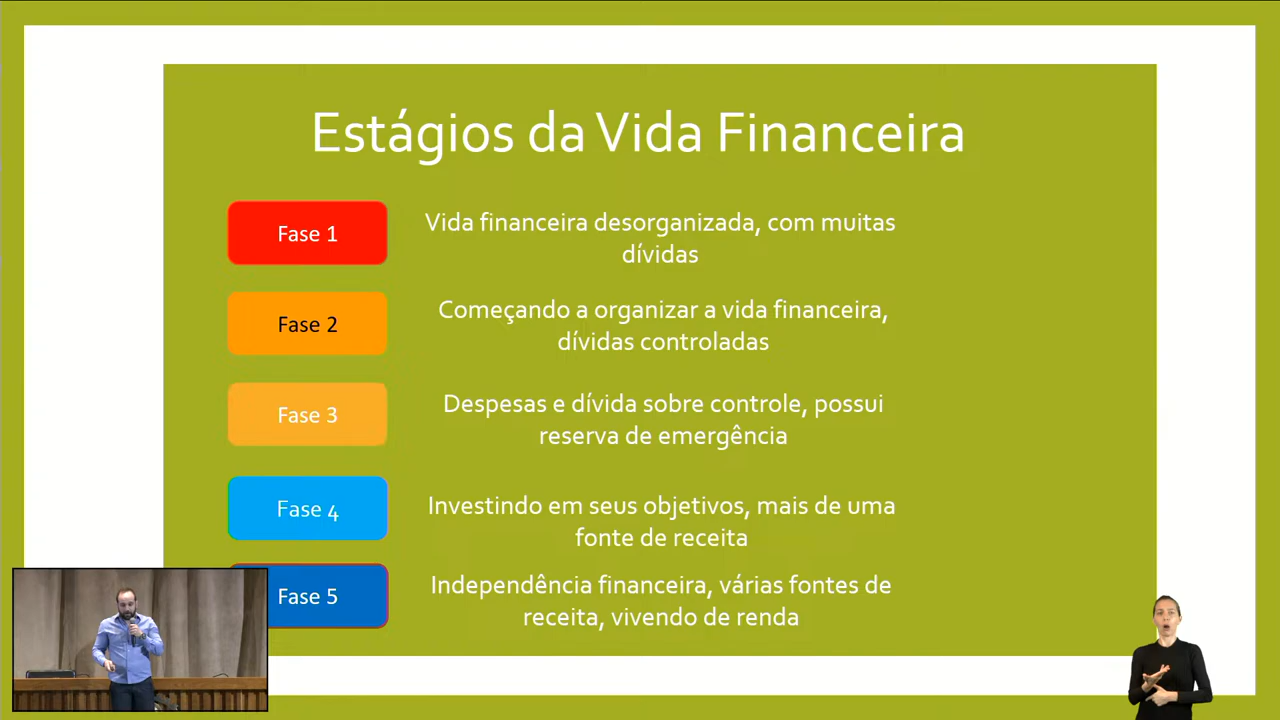 Estágios da Vida Financeira
Fase 1
Vida financeira desorganizada, com muitas
dívidas
Fase 2
Começando a organizar a vida financeira,
dívidas controladas
Fase 3
Despesas e dívida sobre controle, possui
reserva de emergência
Fase 4
Investindo em seus objetivos, mais de uma
fonte de receita
Fase 5
Independência financeira, várias fontes de
receita, vivendo de renda